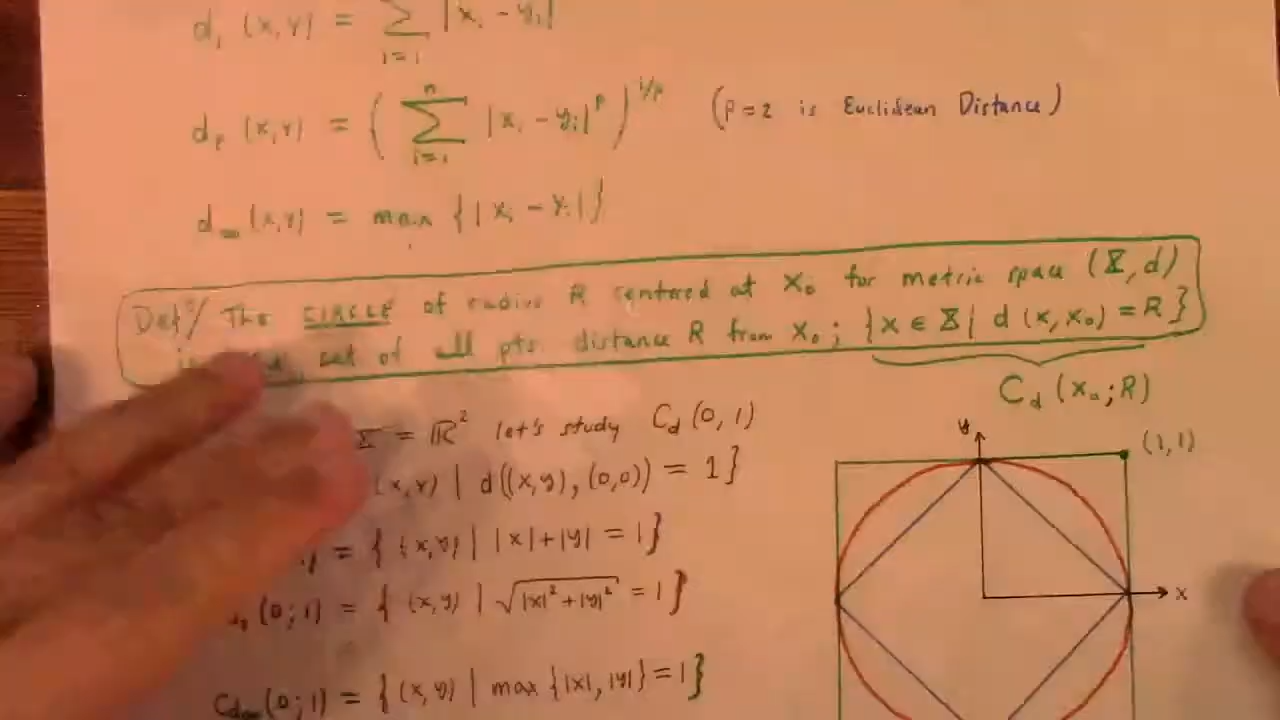 d₁ (x,y) = ∑ i=1 |xᵢ - yᵢ|
dₚ (x,y) = ( ∑ i=1 n |xᵢ - yᵢ|ᵖ )^1/p (p=2 is Euclidean Distance)
d∞ (x,y) = max {|xᵢ - yᵢ|}
Defⁿ/ The CIRCLE of radius R centered at x₀ for metric space (X, d)
set of all pts. distance R from x₀; {x ∈ X | d(x, x₀) = R}
C_d (x₀; R)
X = ℝ² let's study C_d (0, 1)
(x,y) | d((x,y), (0,0)) = 1}
= { (x,y) | |x|+|y| = 1}
(0;1) = { (x,y) | √|x|²+|y|² = 1}
C_d∞ (0;1) = { (x,y) | max {|x|, |y|} = 1}
y
(1,1)
x